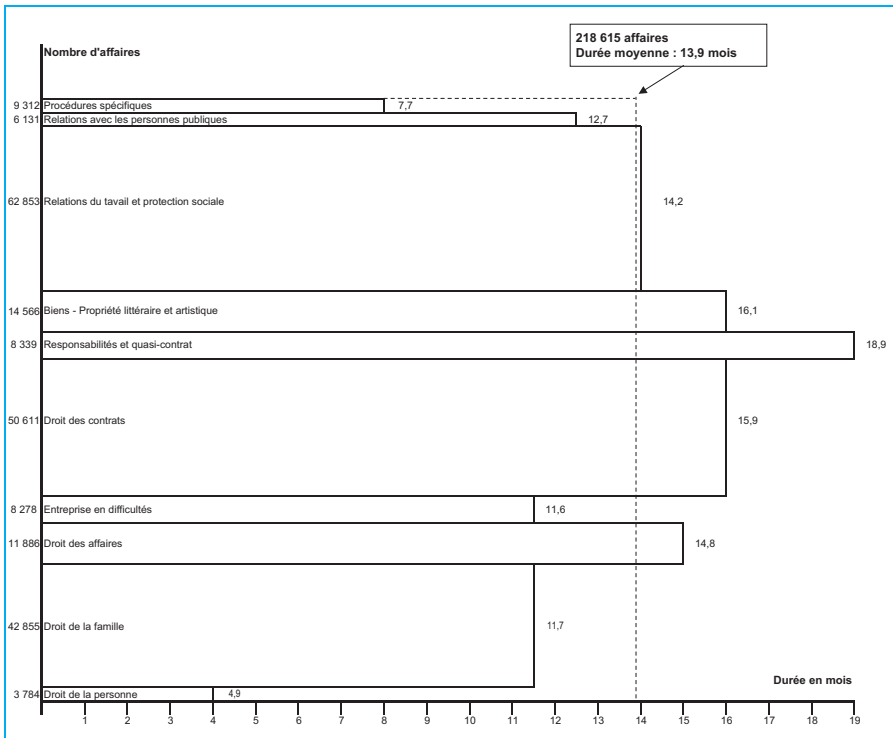 218 615 affaires
Durée moyenne : 13,9 mois
Nombre d'affaires
9 312 Procédures spécifiques 7,7
6 131 Relations avec les personnes publiques 12,7
62 853 Relations du tavail et protection sociale 14,2
14 566 Biens - Propriété littéraire et artistique 16,1
8 339 Responsabilités et quasi-contrat 18,9
50 611 Droit des contrats 15,9
8 278 Entreprise en difficultés 11,6
11 886 Droit des affaires 14,8
42 855 Droit de la famille 11,7
Durée en mois
3 784 Droit de la personne 4,9
1 2 3 4 5 6 7 8 9 10 11 12 13 14 15 16 17 18 19